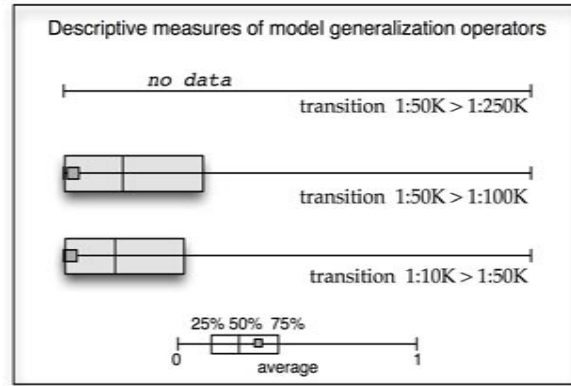 Descriptive measures of model generalization operators
no data
transition 1:50K > 1:250K
transition 1:50K > 1:100K
transition 1:10K > 1:50K
25% 50% 75%
0 1
average